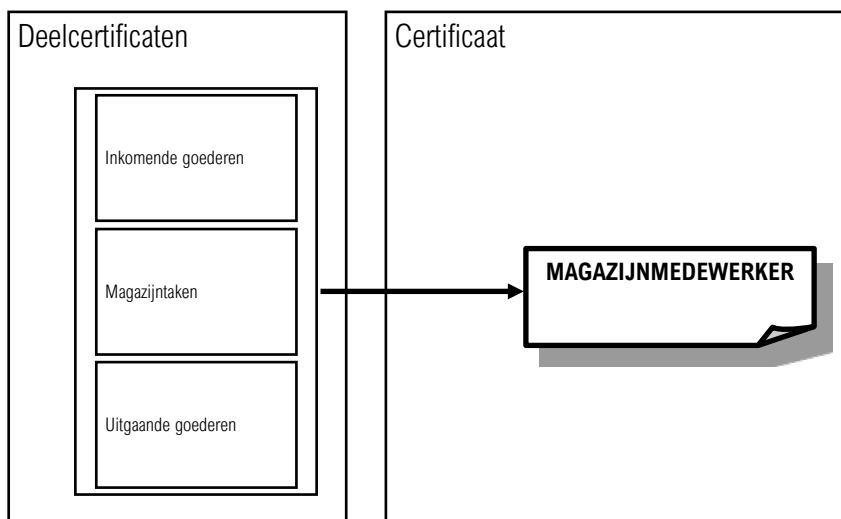 Deelcertificaten
Inkomende goederen
Magazijntaken
Uitgaande goederen
Certificaat
MAGAZIJNMEDEWERKER